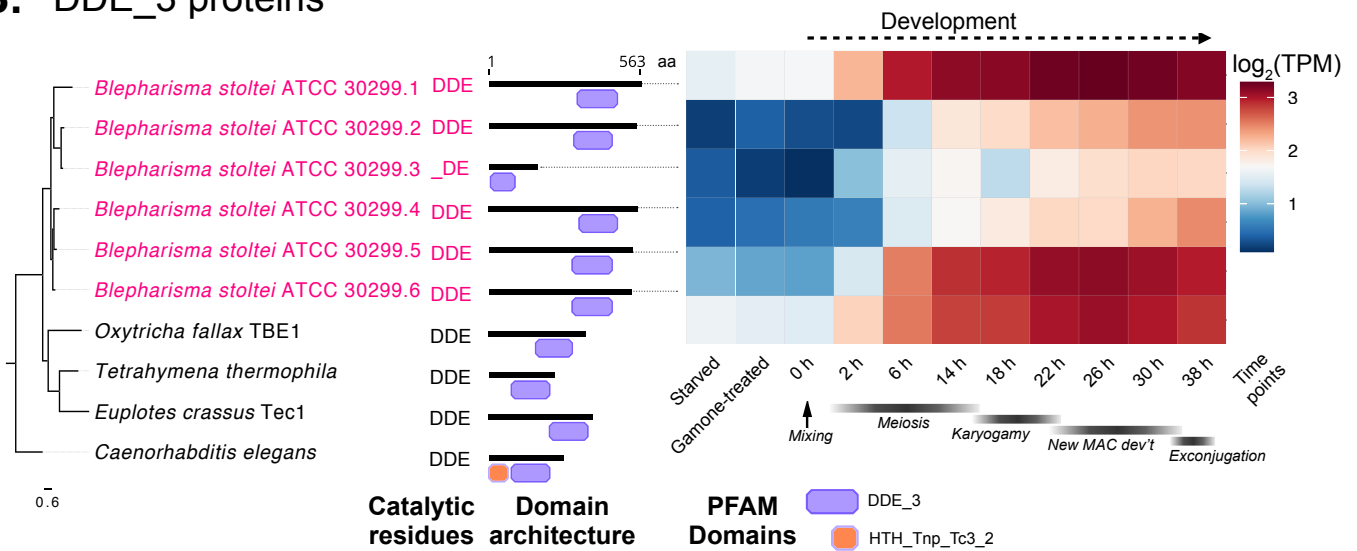 B. DDE_3 proteins
Development
1 563 aa
log2(TPM)
Blepharisma stoltei ATCC 30299.1 DDE
Blepharisma stoltei ATCC 30299.2 DDE
Blepharisma stoltei ATCC 30299.3 _DE
Blepharisma stoltei ATCC 30299.4 DDE
Blepharisma stoltei ATCC 30299.5 DDE
Blepharisma stoltei ATCC 30299.6 DDE
Oxytricha fallax TBE1 DDE
Tetrahymena thermophila DDE
Euplotes crassus Tec1 DDE
Caenorhabditis elegans DDE
3
2
1
Starved
Gamone-treated
0 h
2 h
6 h
14 h
18 h
22 h
26 h
30 h
38 h
Time
points
Mixing
Meiosis
Karyogamy
New MAC dev't
Exconjugation
0.6
Catalytic
residues
Domain
architecture
PFAM
Domains
DDE_3
HTH_Tnp_Tc3_2